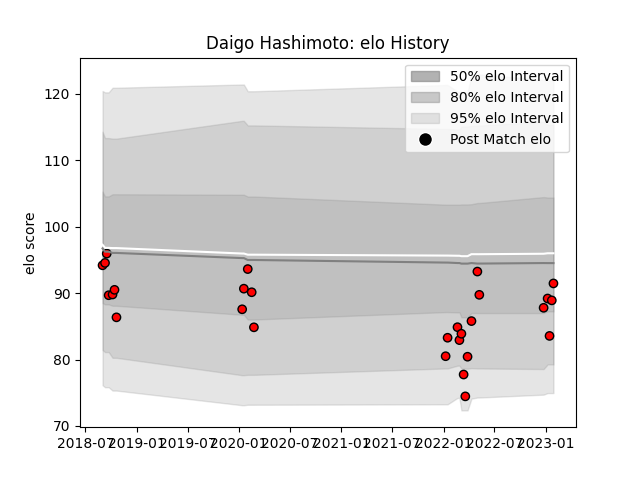 Daigo Hashimoto: elo History
50% elo Interval
80% elo Interval
95% elo Interval
Post Match elo
elo score
120
110
100
90
80
70
2018-07 2019-01 2019-07 2020-01 2020-07 2021-01 2021-07 2022-01 2022-07 2023-01